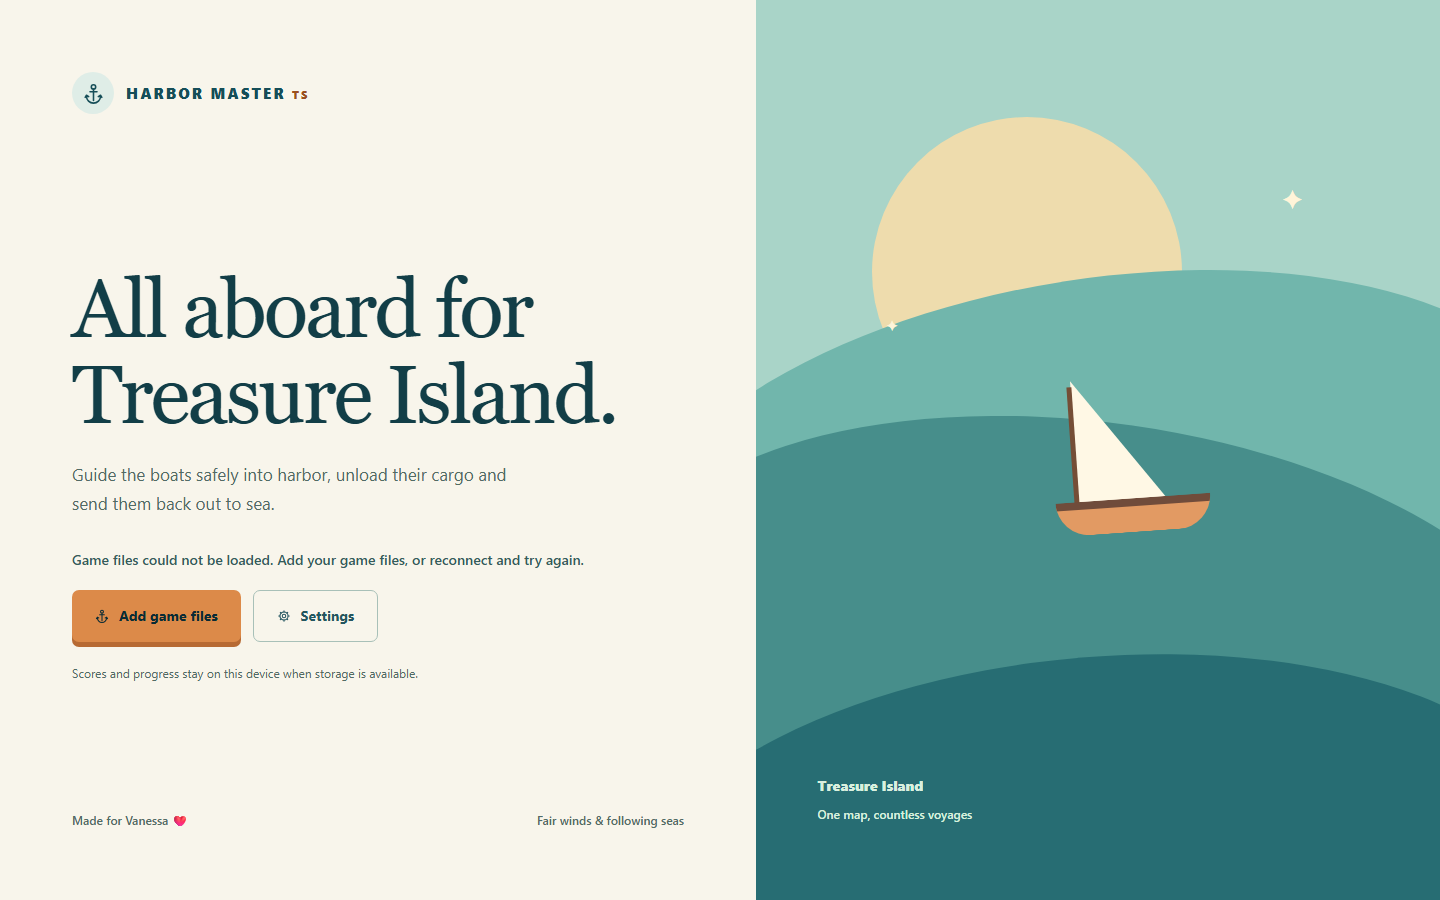 HARBOR MASTER TS
All aboard for
Treasure Island.
Guide the boats safely into harbor, unload their cargo and
send them back out to sea.
Game files could not be loaded. Add your game files, or reconnect and try again.
Add game files
Settings
Scores and progress stay on this device when storage is available.
Made for Vanessa
Fair winds & following seas
Treasure Island
One map, countless voyages